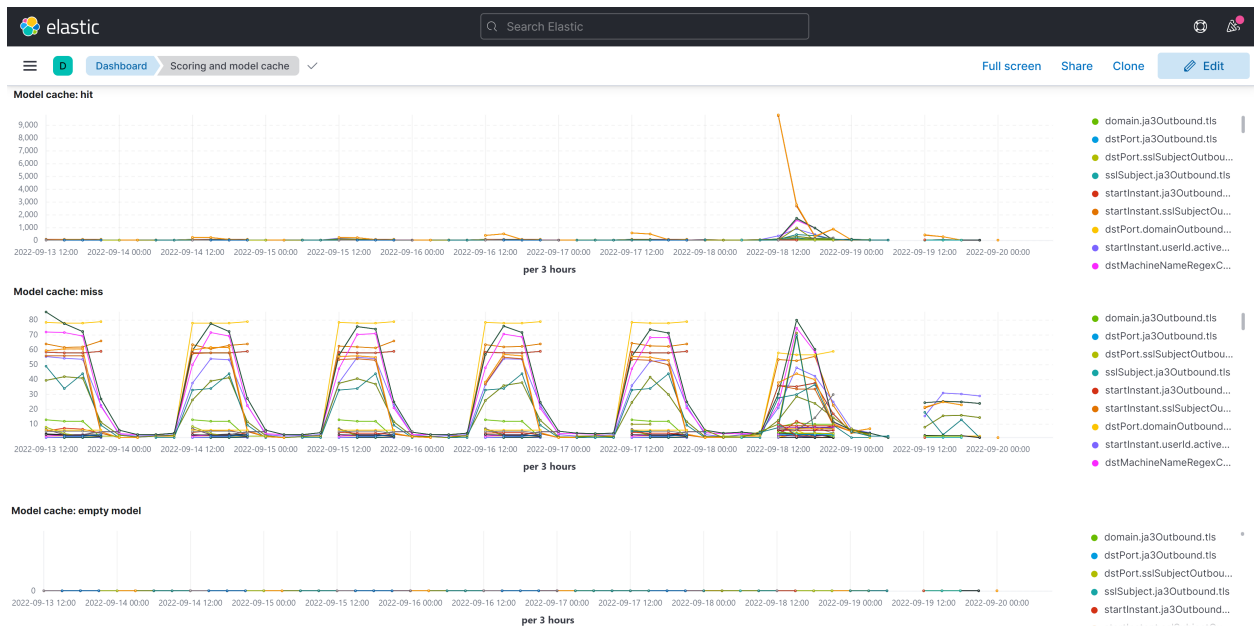 elastic
Search Elastic
D
Dashboard
Scoring and model cache
Full screen
Share
Clone
Edit
Model cache: hit
9,000
8,000
7,000
6,000
5,000
4,000
3,000
2,000
1,000
0
2022-09-13 12:00 2022-09-14 00:00 2022-09-14 12:00 2022-09-15 00:00 2022-09-15 12:00 2022-09-16 00:00 2022-09-16 12:00 2022-09-17 00:00 2022-09-17 12:00 2022-09-18 00:00 2022-09-18 12:00 2022-09-19 00:00 2022-09-19 12:00 2022-09-20 00:00
per 3 hours
domain.ja3Outbound.tls
dstPort.ja3Outbound.tls
dstPort.sslSubjectOutbou...
sslSubject.ja3Outbound.tls
startInstant.ja3Outbound...
startInstant.sslSubjectOu...
dstPort.domainOutbound...
startInstant.userId.active...
dstMachineNameRegexC...
Model cache: miss
80
70
60
50
40
30
20
10
0
2022-09-13 12:00 2022-09-14 00:00 2022-09-14 12:00 2022-09-15 00:00 2022-09-15 12:00 2022-09-16 00:00 2022-09-16 12:00 2022-09-17 00:00 2022-09-17 12:00 2022-09-18 00:00 2022-09-18 12:00 2022-09-19 00:00 2022-09-19 12:00 2022-09-20 00:00
per 3 hours
domain.ja3Outbound.tls
dstPort.ja3Outbound.tls
dstPort.sslSubjectOutbou...
sslSubject.ja3Outbound.tls
startInstant.ja3Outbound...
startInstant.sslSubjectOu...
dstPort.domainOutbound...
startInstant.userId.active...
dstMachineNameRegexC...
Model cache: empty model
0
2022-09-13 12:00 2022-09-14 00:00 2022-09-14 12:00 2022-09-15 00:00 2022-09-15 12:00 2022-09-16 00:00 2022-09-16 12:00 2022-09-17 00:00 2022-09-17 12:00 2022-09-18 00:00 2022-09-18 12:00 2022-09-19 00:00 2022-09-19 12:00 2022-09-20 00:00
per 3 hours
domain.ja3Outbound.tls
dstPort.ja3Outbound.tls
dstPort.sslSubjectOutbou...
sslSubject.ja3Outbound.tls
startInstant.ja3Outbound...